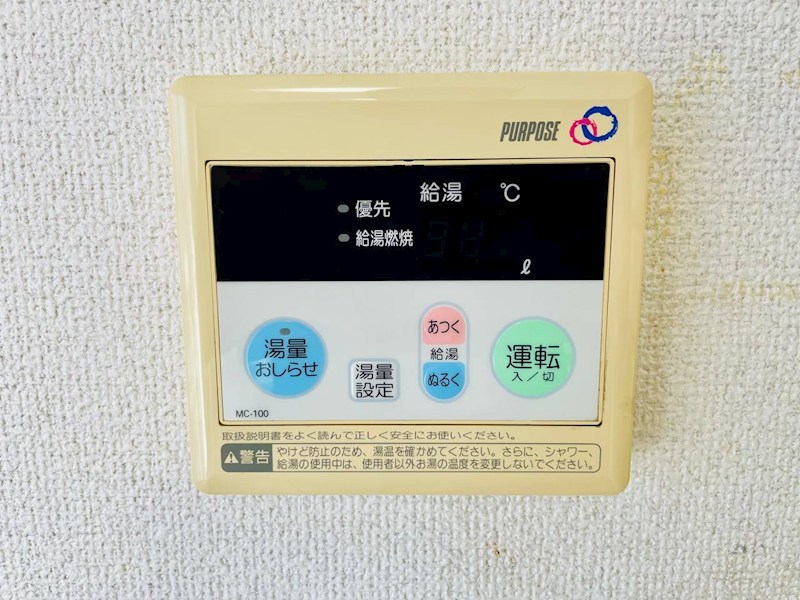 PURPOSE
給湯 ℃
優先
給湯燃焼
ℓ
湯量
おしらせ
湯量
設定
あつく
給湯
ぬるく
運転
入/切
MC-100
取扱説明書をよく読んで正しく安全にお使いください。
警告
やけど防止のため、湯温を確かめてください。さらに、シャワー、
給湯の使用中は、使用者以外お湯の温度を変更しないでください。